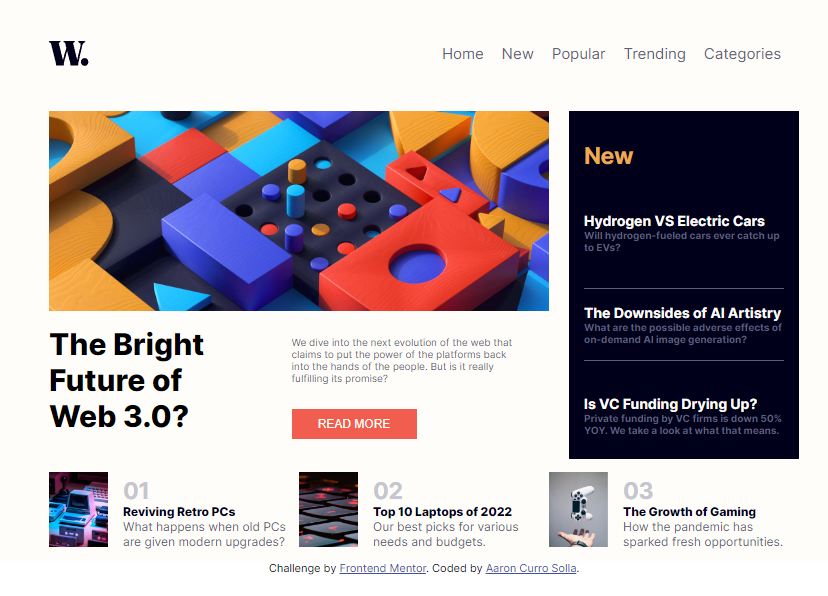 W.
Home New Popular Trending Categories
The Bright
Future of
Web 3.0?
We dive into the next evolution of the web that
claims to put the power of the platforms back
into the hands of the people. But is it really
fulfilling its promise?
READ MORE
New
Hydrogen VS Electric Cars
Will hydrogen-fueled cars ever catch up
to EVs?
The Downsides of AI Artistry
What are the possible adverse effects of
on-demand AI image generation?
Is VC Funding Drying Up?
Private funding by VC firms is down 50%
YOY. We take a look at what that means.
01
Reviving Retro PCs
What happens when old PCs
are given modern upgrades?
02
Top 10 Laptops of 2022
Our best picks for various
needs and budgets.
03
The Growth of Gaming
How the pandemic has
sparked fresh opportunities.
Challenge by Frontend Mentor. Coded by Aaron Curro Solla.